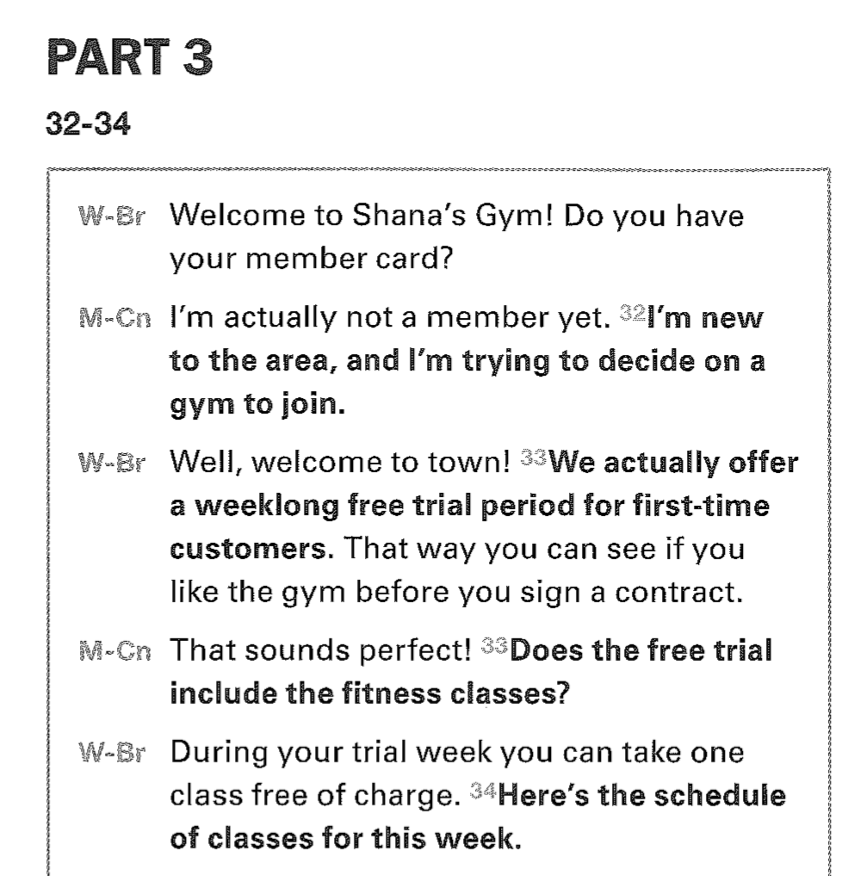 PART 3
32-34
W-Br Welcome to Shana's Gym! Do you have
your member card?
M-Cn I'm actually not a member yet. 32I'm new
to the area, and I'm trying to decide on a
gym to join.
W-Br Well, welcome to town! 33We actually offer
a weeklong free trial period for first-time
customers. That way you can see if you
like the gym before you sign a contract.
M-Cn That sounds perfect! 33Does the free trial
include the fitness classes?
W-Br During your trial week you can take one
class free of charge. 34Here's the schedule
of classes for this week.